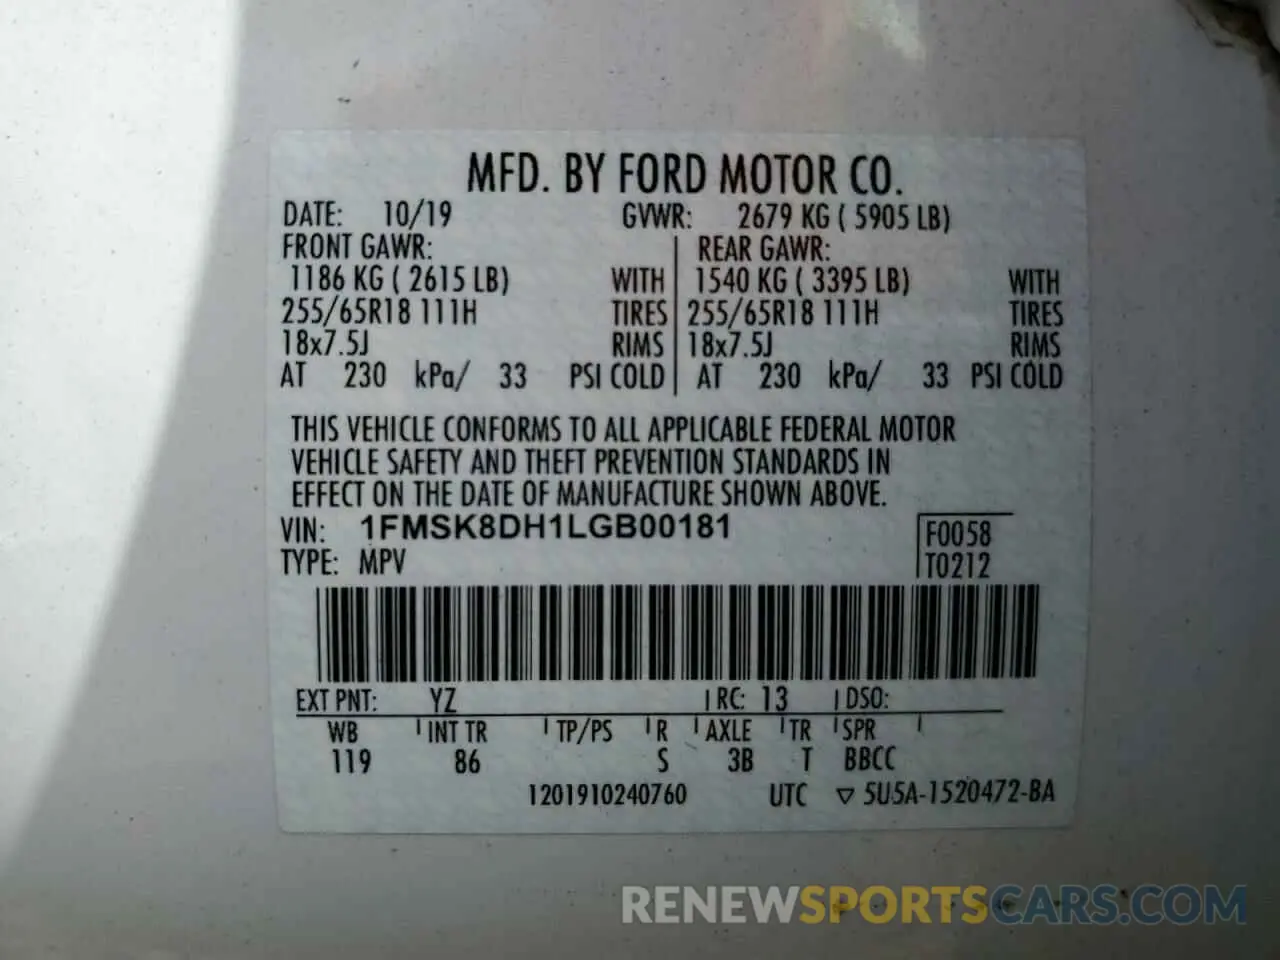 MFD. BY FORD MOTOR CO.
DATE: 10/19 GVWR: 2679 KG ( 5905 LB)
FRONT GAWR: REAR GAWR:
1186 KG ( 2615 LB) WITH 1540 KG ( 3395 LB) WITH
255/65R18 111H TIRES 255/65R18 111H TIRES
18x7.5J RIMS 18x7.5J RIMS
AT 230 kPa/ 33 PSI COLD AT 230 kPa/ 33 PSI COLD
THIS VEHICLE CONFORMS TO ALL APPLICABLE FEDERAL MOTOR
VEHICLE SAFETY AND THEFT PREVENTION STANDARDS IN
EFFECT ON THE DATE OF MANUFACTURE SHOWN ABOVE.
VIN: 1FMSK8DH1LGB00181 F0058
TYPE: MPV T0212
EXT PNT: YZ RC: 13 DSO:
WB INT TR TP/PS R AXLE TR SPR
119 86 S 3B T BBCC
1201910240760 UTC ▽ 5U5A-1520472-BA
RENEWSPORTSCARS.COM